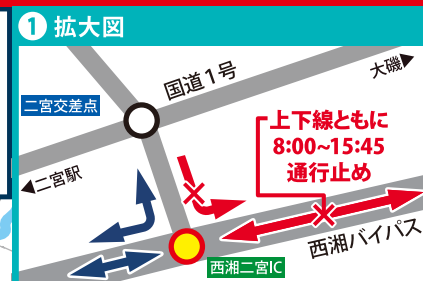 1 拡大図
国道1号
大磯▶
二宮交差点
上下線ともに
8:00~15:45
通行止め
◀二宮駅
西湘バイパス
西湘二宮IC